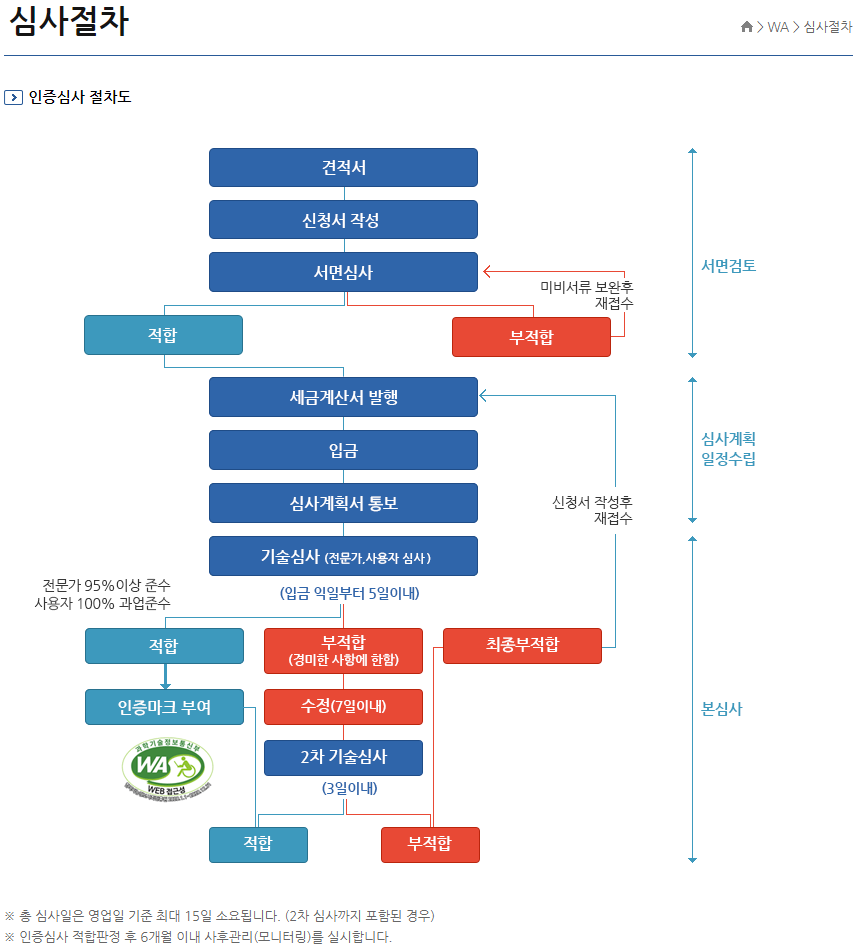 심사절차
WA > 심사절차
인증심사 절차도
견적서
신청서 작성
서면심사
미비서류 보완후
재접수
서면검토
적합
부적합
세금계산서 발행
입금
심사계획
일정수립
심사계획서 통보
신청서 작성후
재접수
기술심사 (전문가,사용자 심사)
(입금 익일부터 5일이내)
전문가 95%이상 준수
사용자 100% 과업준수
적합
부적합
(경미한 사항에 한함)
최종부적합
인증마크 부여
수정(7일이내)
본심사
과학기술정보통신부
WA
WEB 접근성
2차 기술심사
(3일이내)
적합
부적합
※ 총 심사일은 영업일 기준 최대 15일 소요됩니다. (2차 심사까지 포함된 경우)
※ 인증심사 적합판정 후 6개월 이내 사후관리(모니터링)를 실시합니다.